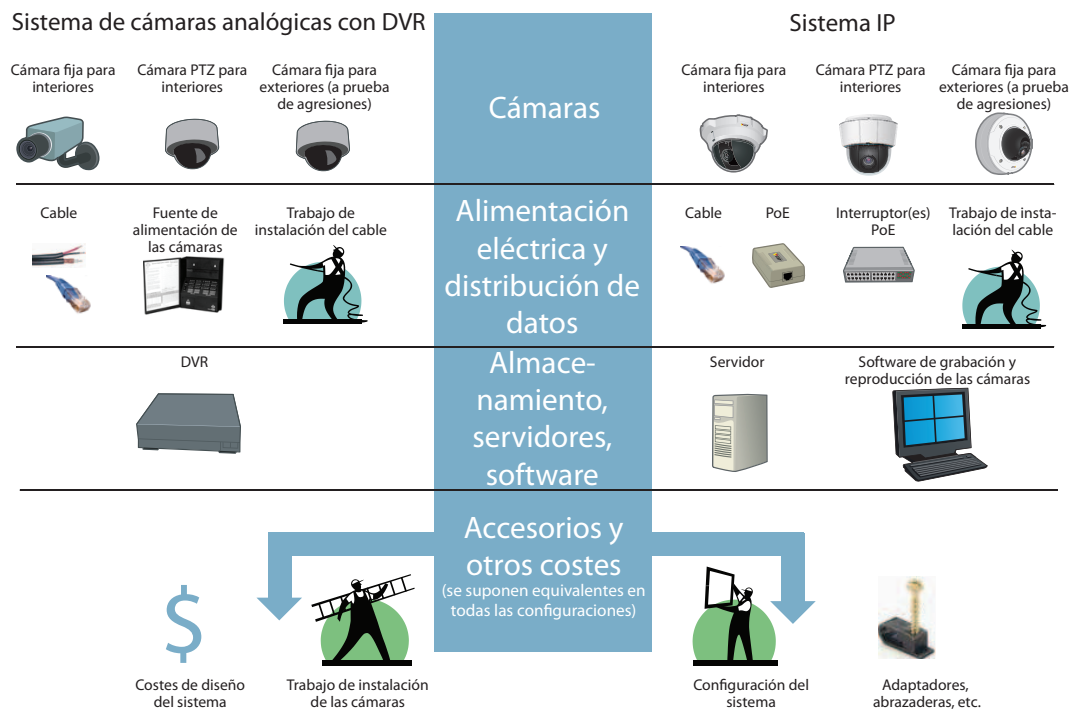 Sistema de cámaras analógicas con DVR
Sistema IP
Cámara fija para
interiores
Cámara PTZ para
interiores
Cámara fija para
exteriores (a prueba
de agresiones)
Cámaras
Cámara fija para
interiores
Cámara PTZ para
interiores
Cámara fija para
exteriores (a prueba
de agresiones)
Cable
Fuente de
alimentación de
las cámaras
Trabajo de
instalación del cable
Alimentación
eléctrica y
distribución de
datos
Cable
PoE
Interruptor(es)
PoE
Trabajo de insta-
lación del cable
DVR
Almace-
namiento,
servidores,
software
Servidor
Software de grabación y
reproducción de las cámaras
Accesorios y
otros costes
(se suponen equivalentes en
todas las configuraciones)
$
Costes de diseño
del sistema
Trabajo de instalación
de las cámaras
Configuración del
sistema
Adaptadores,
abrazaderas, etc.